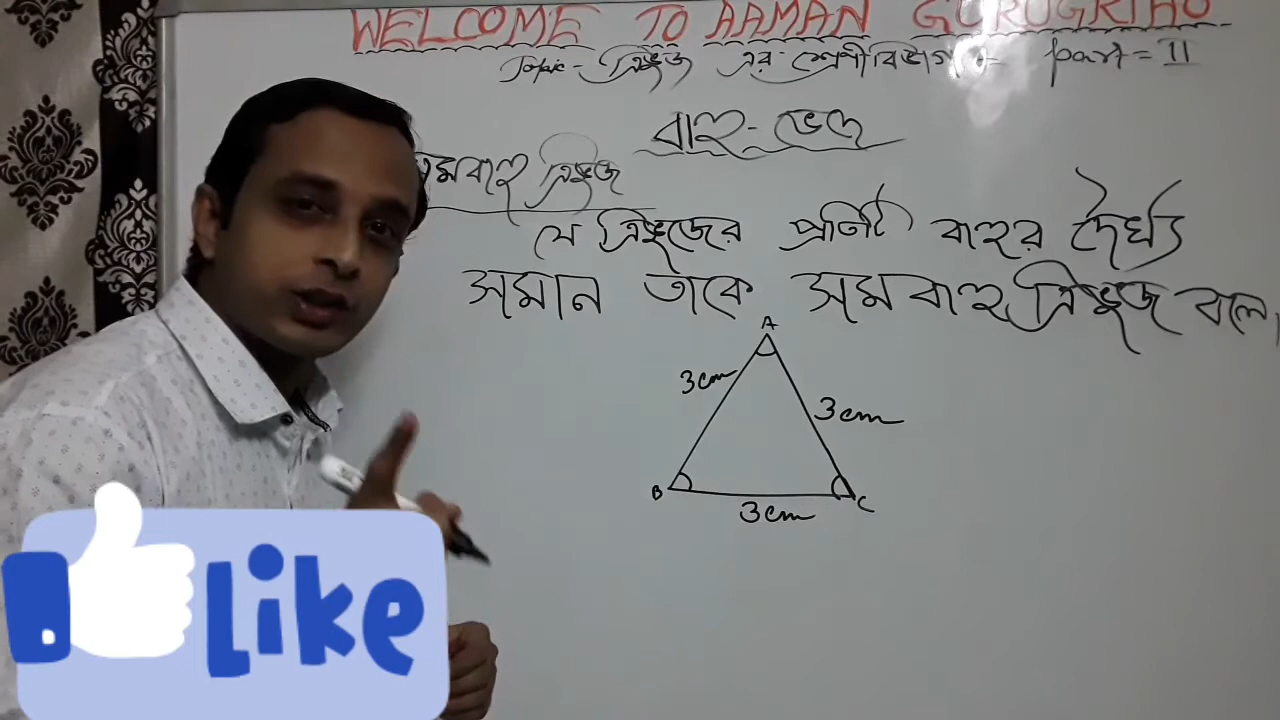 WELCOME TO AAMAN GURUGRIHO
Topic - ত্রিভুজ এর শ্রেণীবিভাগ :- part = II
বাহু - ভেদে
সমবাহু ত্রিভুজ
যে ত্রিভুজের প্রতিটি বাহুর দৈর্ঘ্য
সমান তাকে সমবাহু ত্রিভুজ বলে।
A
3cm
3cm
B
C
3cm
Like